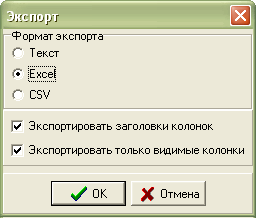 Экспорт
Формат экспорта
Текст
Excel
CSV
Экспортировать заголовки колонок
Экспортировать только видимые колонки
OK
Отмена